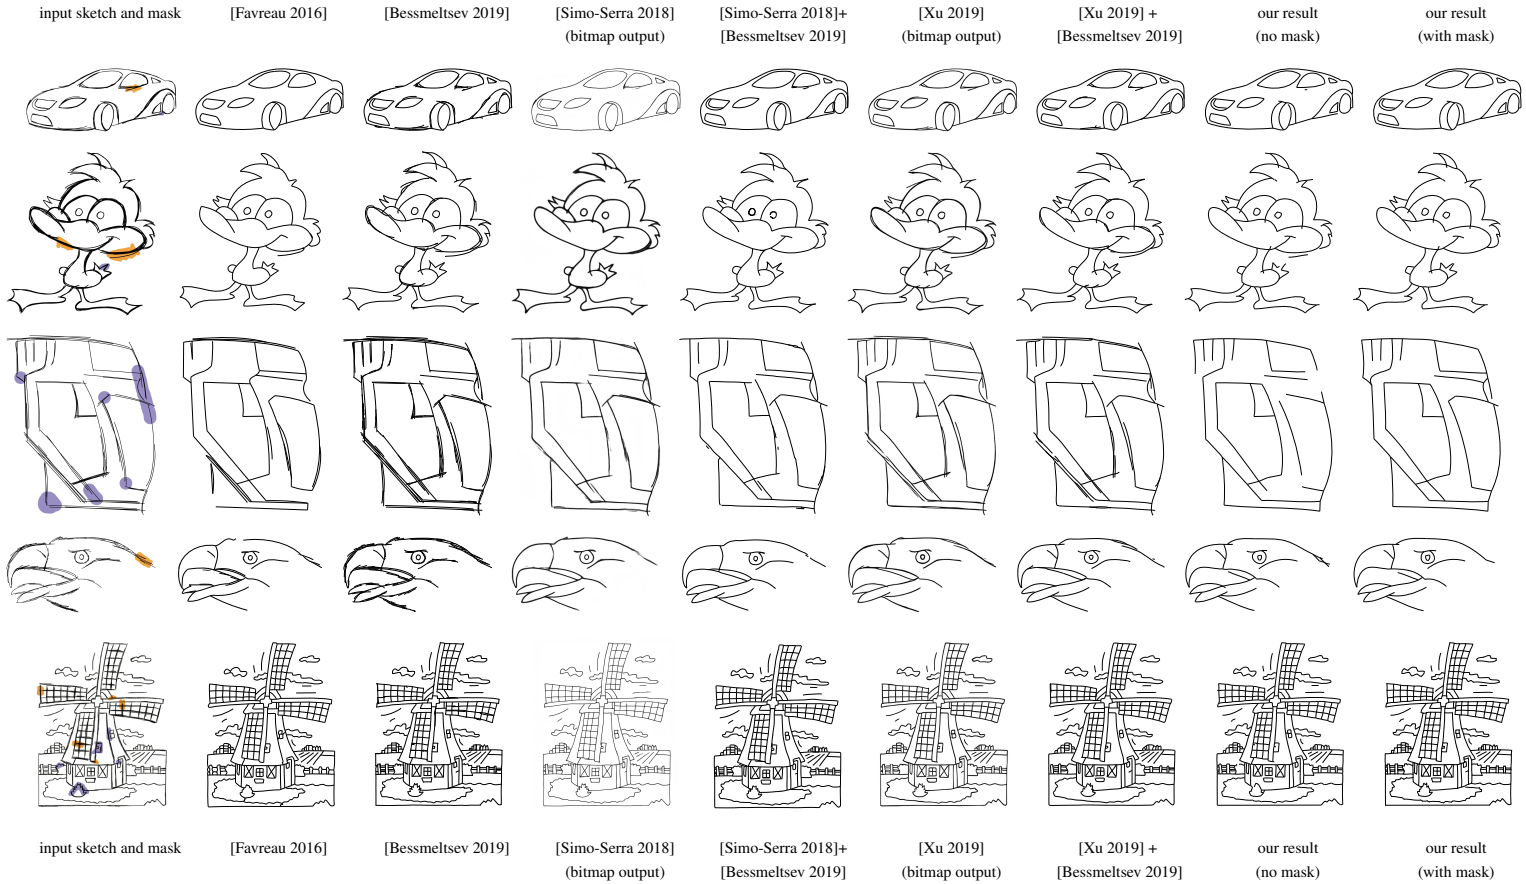 input sketch and mask [Favreau 2016] [Bessmeltsev 2019] [Simo-Serra 2018] [Simo-Serra 2018]+ [Xu 2019] [Xu 2019] + our result our result
(bitmap output) [Bessmeltsev 2019] (bitmap output) [Bessmeltsev 2019] (no mask) (with mask)
input sketch and mask [Favreau 2016] [Bessmeltsev 2019] [Simo-Serra 2018] [Simo-Serra 2018]+ [Xu 2019] [Xu 2019] + our result our result
(bitmap output) [Bessmeltsev 2019] (bitmap output) [Bessmeltsev 2019] (no mask) (with mask)